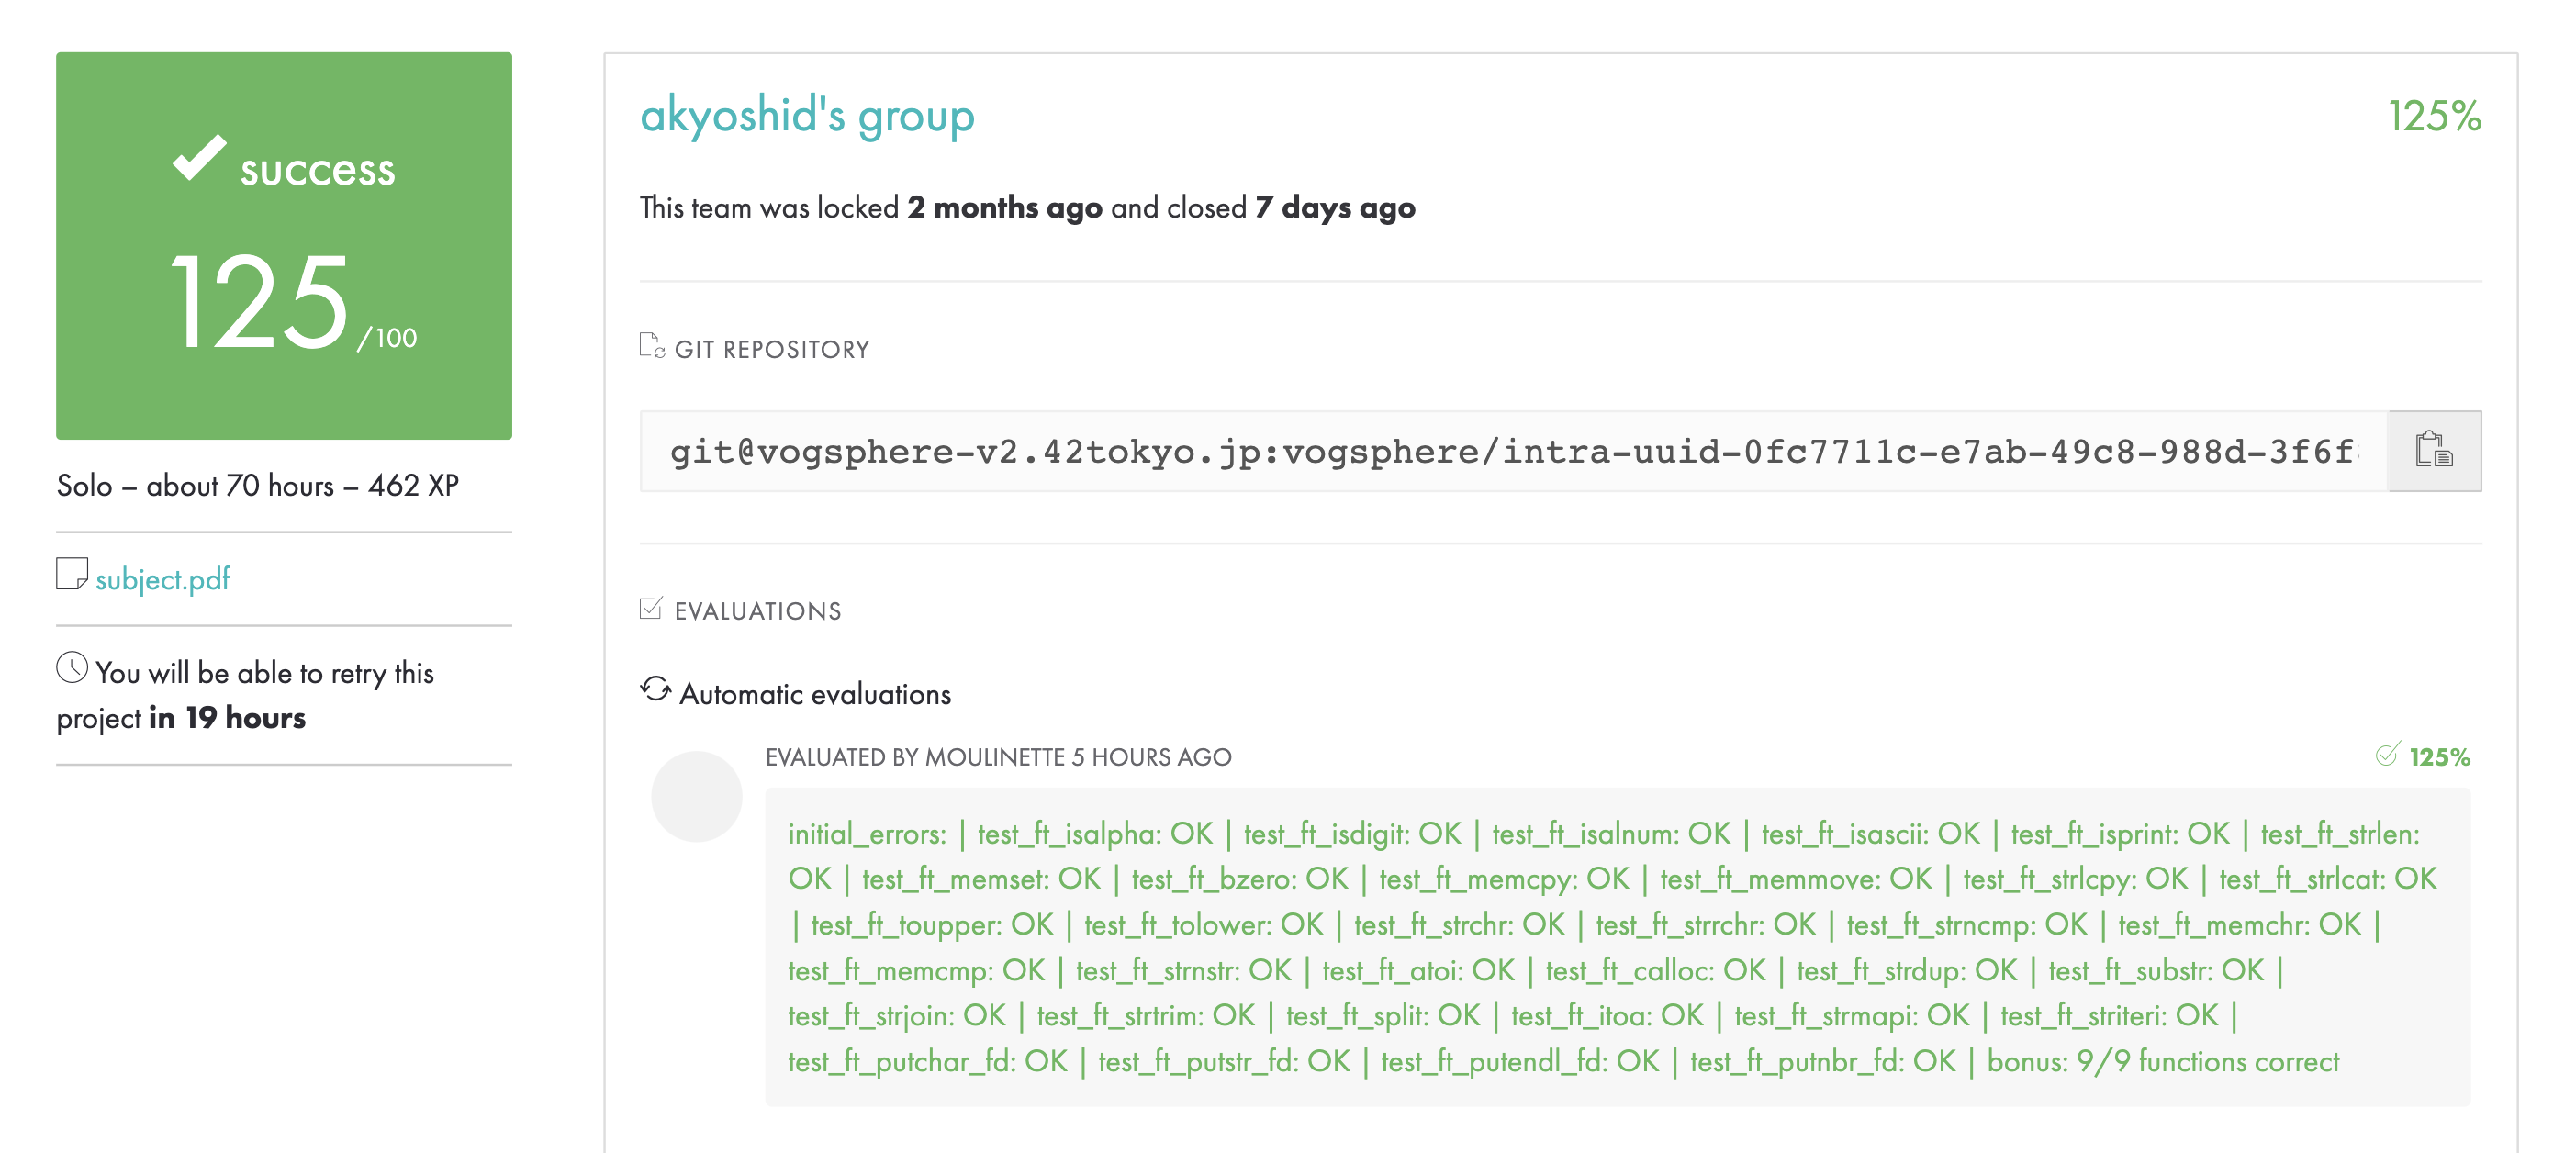 success
125 /100
Solo – about 70 hours – 462 XP
subject.pdf
You will be able to retry this
project in 19 hours
akyoshid's group
125%
This team was locked 2 months ago and closed 7 days ago
GIT REPOSITORY
git@vogsphere-v2.42tokyo.jp:vogsphere/intra-uuid-0fc7711c-e7ab-49c8-988d-3f6f
EVALUATIONS
Automatic evaluations
EVALUATED BY MOULINETTE 5 HOURS AGO
125%
initial_errors: | test_ft_isalpha: OK | test_ft_isdigit: OK | test_ft_isalnum: OK | test_ft_isascii: OK | test_ft_isprint: OK | test_ft_strlen:
OK | test_ft_memset: OK | test_ft_bzero: OK | test_ft_memcpy: OK | test_ft_memmove: OK | test_ft_strlcpy: OK | test_ft_strlcat: OK
| test_ft_toupper: OK | test_ft_tolower: OK | test_ft_strchr: OK | test_ft_strrchr: OK | test_ft_strncmp: OK | test_ft_memchr: OK |
test_ft_memcmp: OK | test_ft_strnstr: OK | test_ft_atoi: OK | test_ft_calloc: OK | test_ft_strdup: OK | test_ft_substr: OK |
test_ft_strjoin: OK | test_ft_strtrim: OK | test_ft_split: OK | test_ft_itoa: OK | test_ft_strmapi: OK | test_ft_striteri: OK |
test_ft_putchar_fd: OK | test_ft_putstr_fd: OK | test_ft_putendl_fd: OK | test_ft_putnbr_fd: OK | bonus: 9/9 functions correct